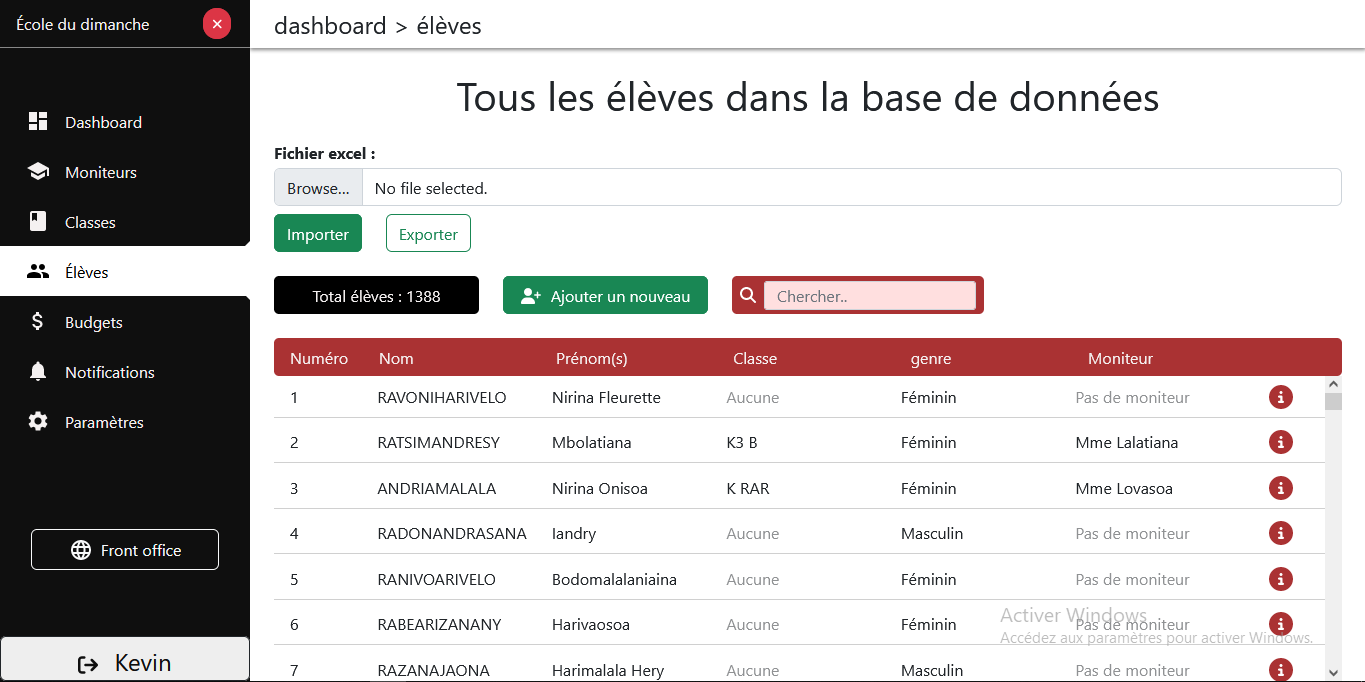 École du dimanche
dashboard > élèves
Dashboard
Moniteurs
Classes
Élèves
Budgets
Notifications
Paramètres
Front office
Kevin
Tous les élèves dans la base de données
Fichier excel :
Browse... No file selected.
Importer Exporter
Total élèves : 1388 Ajouter un nouveau Chercher..
Numéro Nom Prénom(s) Classe genre Moniteur
1 RAVONIHARIVELO Nirina Fleurette Aucune Féminin Pas de moniteur
2 RATSIMANDRESY Mbolatiana K3 B Féminin Mme Lalatiana
3 ANDRIAMALALA Nirina Onisoa K RAR Féminin Mme Lovasoa
4 RADONANDRASANA Iandry Aucune Masculin Pas de moniteur
5 RANIVOARIVELO Bodomalalaniaina Aucune Féminin Pas de moniteur
6 RABEARIZANANY Harivaosoa Aucune Féminin Pas de moniteur
7 RAZANAJAONA Harimalala Hery Aucune Masculin Pas de moniteur
Activer Windows
Accédez aux paramètres pour activer Windows.